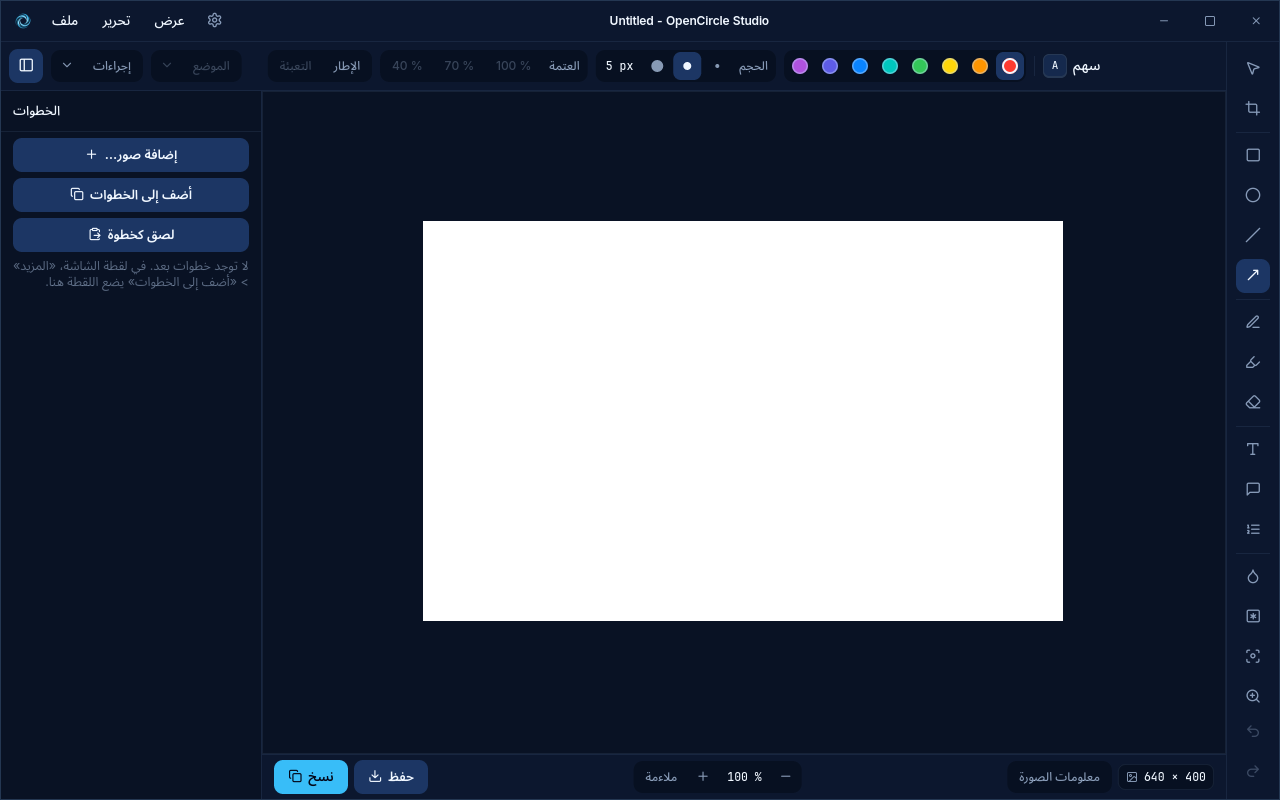 ملف
تحرير
عرض
Untitled - OpenCircle Studio
سهم
A
الحجم
5 px
العتمة
100 %
70 %
40 %
الإطار
التعبئة
الموضع
إجراءات
الخطوات
إضافة صور...
أضف إلى الخطوات
لصق كخطوة
لا توجد خطوات بعد. في لقطة الشاشة، «المزيد»
> «أضف إلى الخطوات» يضع اللقطة هنا.
640 × 400
معلومات الصورة
100 %
ملاءمة
حفظ
نسخ